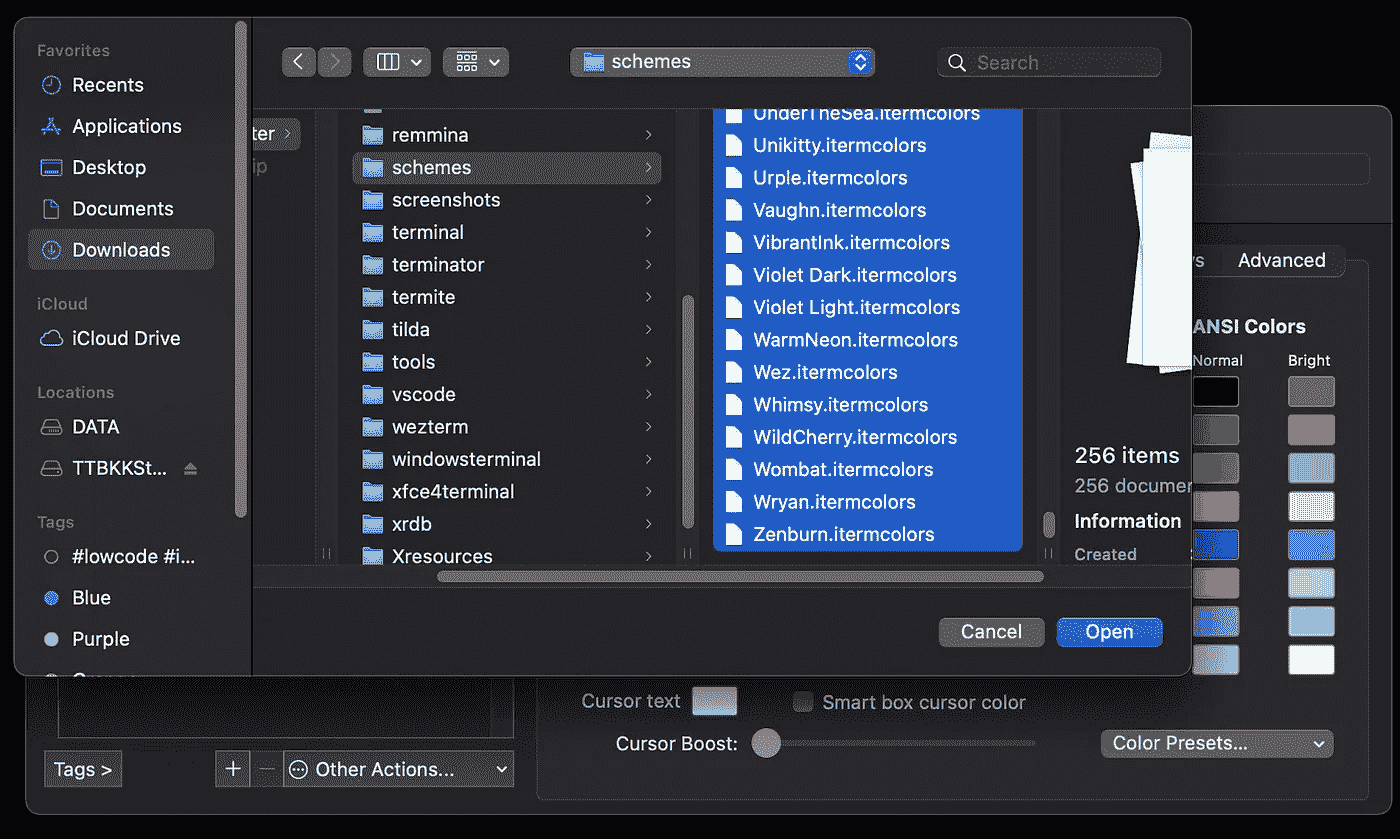 Favorites
Recents
Applications
Desktop
Documents
Downloads
iCloud
iCloud Drive
Locations
DATA
TTBKKSt...
Tags
#lowcode #i...
Blue
Purple
schemes
Search
ter
ip
remmina
schemes
screenshots
terminal
terminator
termite
tilda
tools
vscode
wezterm
windowsterminal
xfce4terminal
xrdb
Xresources
UnderTheSea.itermcolors
Unikitty.itermcolors
Urple.itermcolors
Vaughn.itermcolors
VibrantInk.itermcolors
Violet Dark.itermcolors
Violet Light.itermcolors
WarmNeon.itermcolors
Wez.itermcolors
Whimsy.itermcolors
WildCherry.itermcolors
Wombat.itermcolors
Wryan.itermcolors
Zenburn.itermcolors
256 items
256 documen
Information
Created
Cancel
Open
s
Advanced
ANSI Colors
Normal Bright
Cursor text
Smart box cursor color
Cursor Boost:
Color Presets...
Tags >
+ − Other Actions...